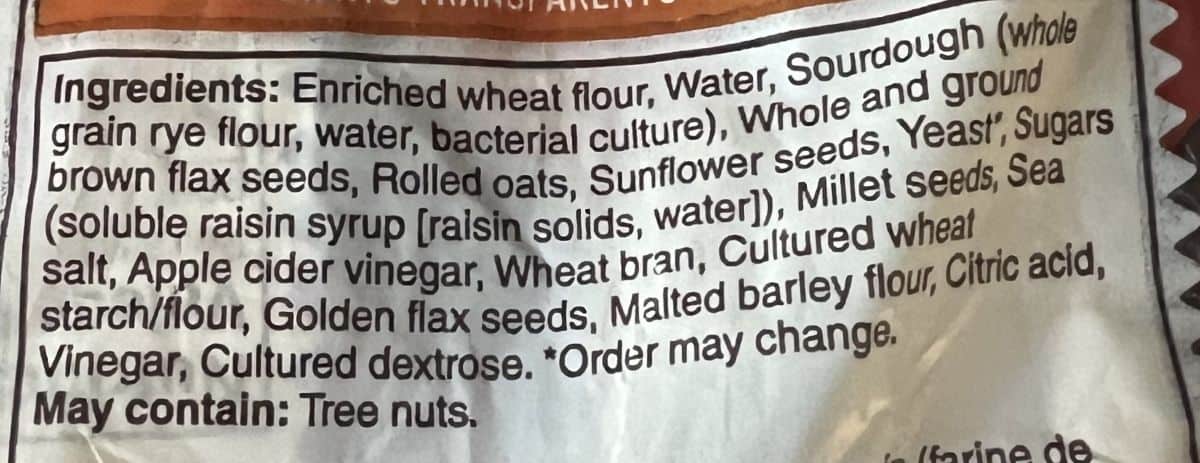 Ingredients: Enriched wheat flour, Water, Sourdough (whole
grain rye flour, water, bacterial culture), Whole and ground
brown flax seeds, Rolled oats, Sunflower seeds, Yeast*, Sugars
(soluble raisin syrup [raisin solids, water]), Millet seeds, Sea
salt, Apple cider vinegar, Wheat bran, Cultured wheat
starch/flour, Golden flax seeds, Malted barley flour, Citric acid,
Vinegar, Cultured dextrose. *Order may change.
May contain: Tree nuts.
(farine de